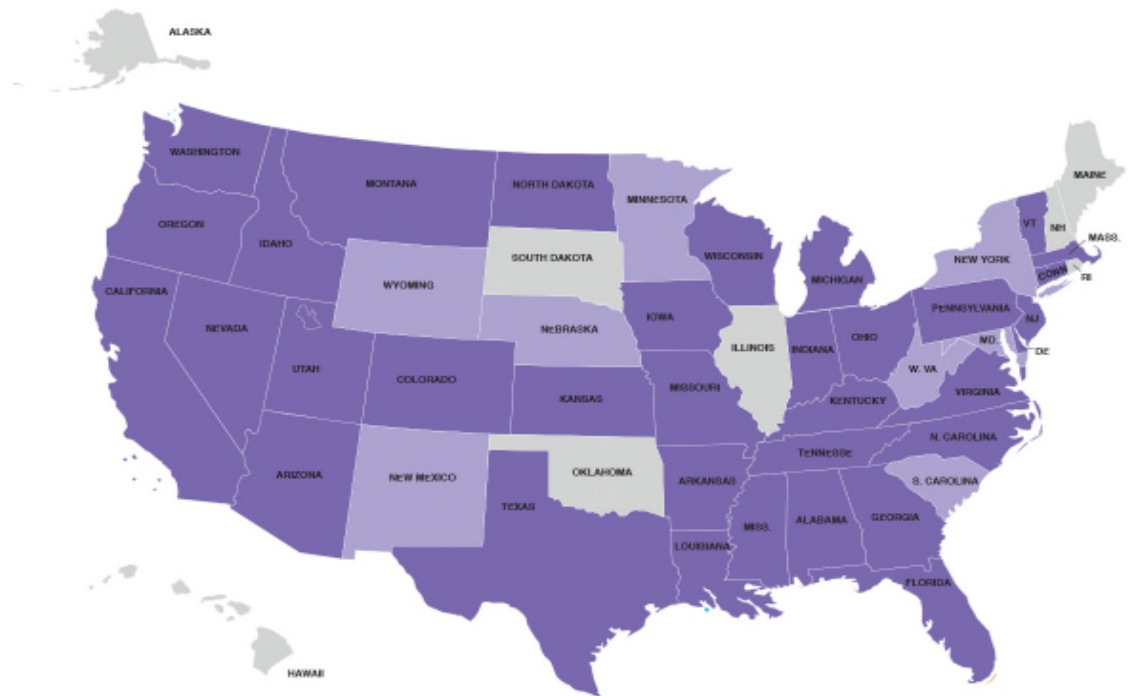 ALASKA
WASHINGTON
MONTANA
NORTH DAKOTA
MINNESOTA
MAINE
OREGON
IDAHO
VT
NH
MASS.
SOUTH DAKOTA
WISCONSIN
NEW YORK
CONN
RI
WYOMING
MICHIGAN
CALIFORNIA
NEVADA
NEBRASKA
IOWA
PENNSYLVANIA
NJ
ILLINOIS
INDIANA
OHIO
MD.
DE
UTAH
COLORADO
W. VA
MISSOURI
VIRGINIA
KANSAS
KENTUCKY
N. CAROLINA
TENNESSE
ARIZONA
NEW MEXICO
OKLAHOMA
ARKANSAS
S. CAROLINA
TEXAS
MISS.
ALABAMA
GEORGIA
LOUISIANA
FLORIDA
HAWAII